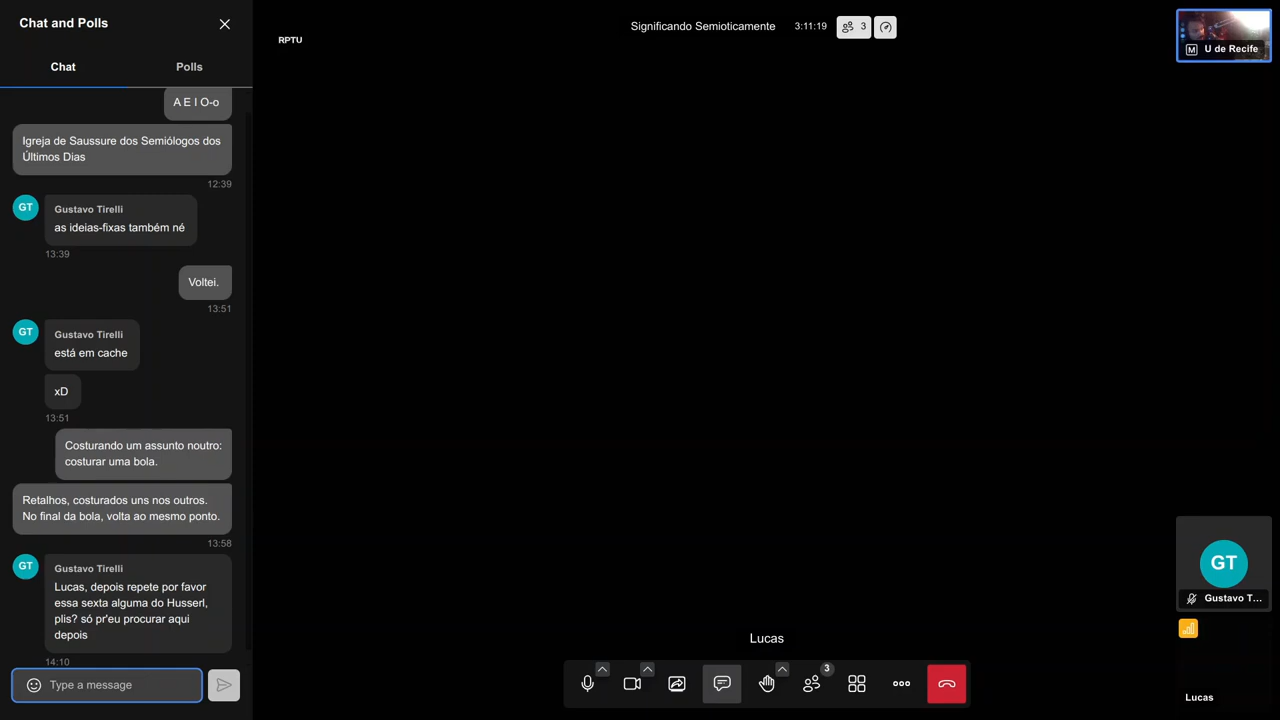 Chat and Polls
Chat
Polls
A E I O-o
Igreja de Saussure dos Semiólogos dos
Últimos Dias
12:39
GT
Gustavo Tirelli
as ideias-fixas também né
13:39
Voltei.
13:51
GT
Gustavo Tirelli
está em cache
xD
13:51
Costurando um assunto noutro:
costurar uma bola.
Retalhos, costurados uns nos outros.
No final da bola, volta ao mesmo ponto.
13:58
GT
Gustavo Tirelli
Lucas, depois repete por favor
essa sexta alguma do Husserl,
plis? só pr'eu procurar aqui
depois
14:10
Type a message
RPTU
Significando Semioticamente
3:11:19
3
M
U de Recife
Lucas
3
GT
Gustavo T...
Lucas